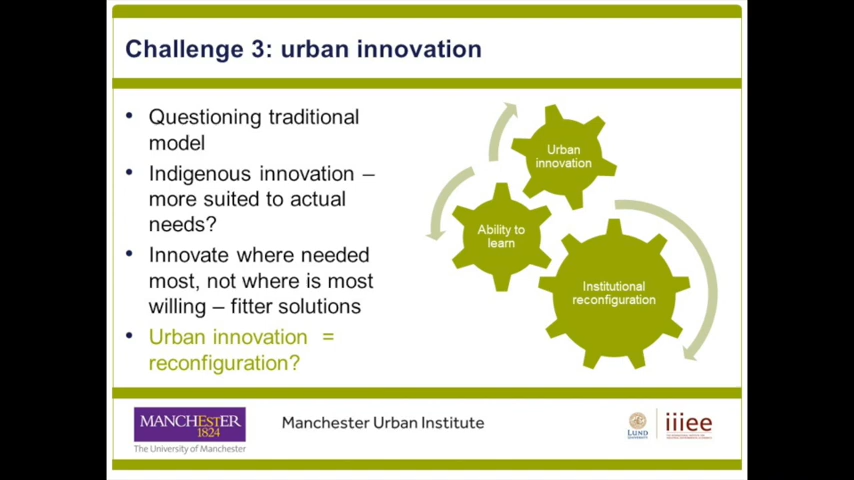 Challenge 3: urban innovation
• Questioning traditional
model
• Indigenous innovation –
more suited to actual
needs?
• Innovate where needed
most, not where is most
willing – fitter solutions
• Urban innovation =
reconfiguration?
Urban
innovation
Ability to
learn
Institutional
reconfiguration
MANCHESTER
1824
The University of Manchester
Manchester Urban Institute
LUND
UNIVERSITY
iiiee